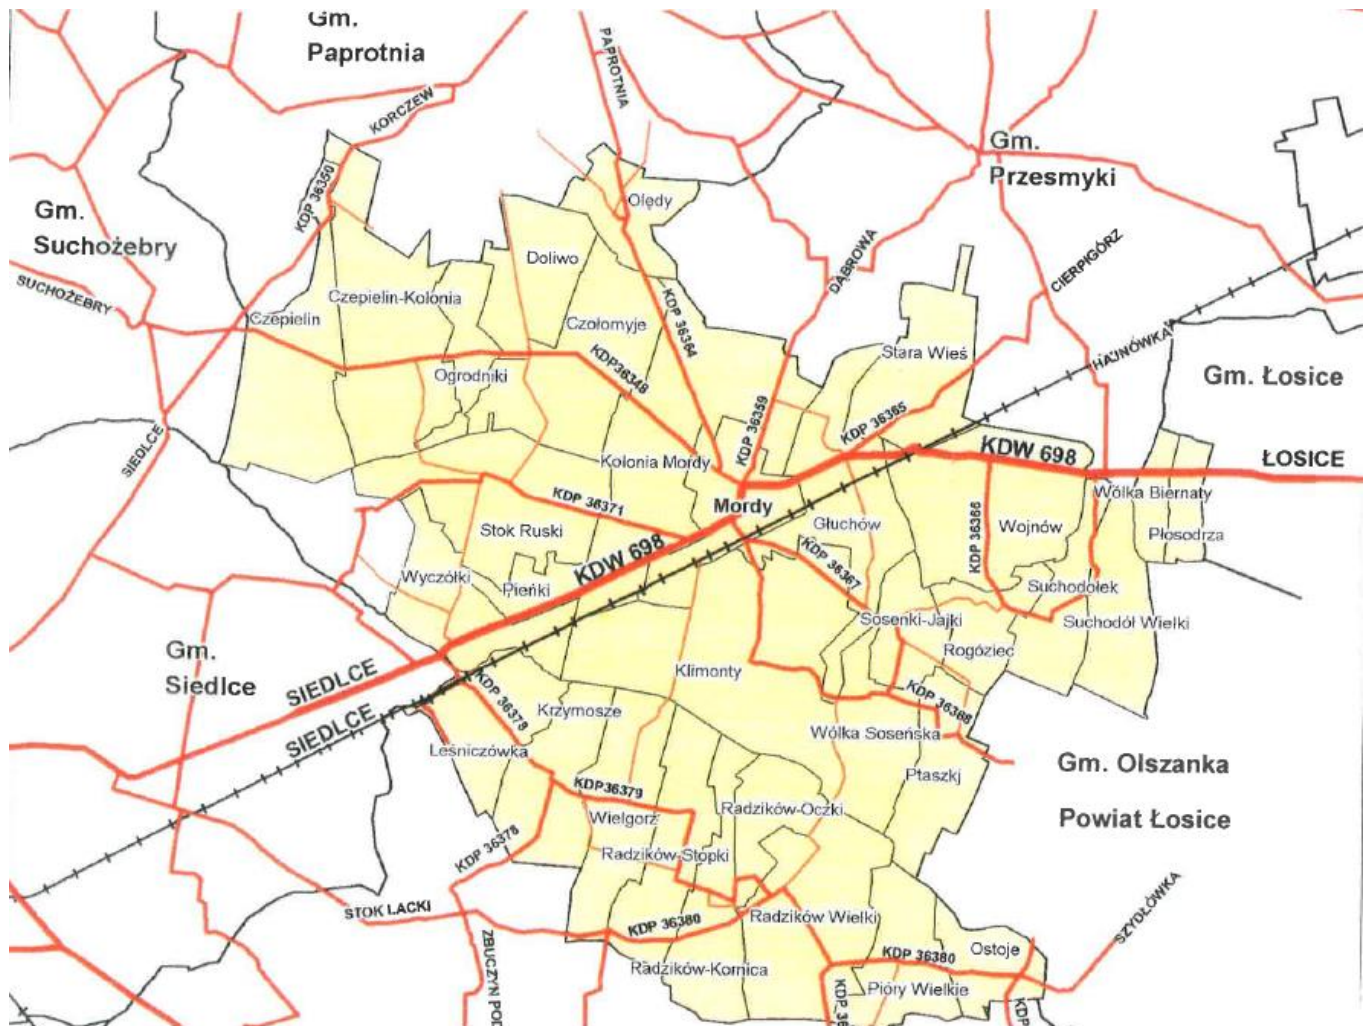 Gm.
Paprotnia
PAPROTNIA
KORCZEW
Gm.
Przesmyki
KDP 36350
Olędy
Gm.
Suchożebry
SUCHOŻEBRY
Doliwo
DĄBROWA
CIERPIGÓRZ
Czepielin-Kolonia
Czepielin
Czołomyje
KDP 36364
HAJNÓWKA
Stara Wieś
Gm. Łosice
Ogrodniki
KDP36348
KDP 36359
KDP 36365
SIEDLCE
Kolonia Mordy
KDW 698
ŁOSICE
KDP 36371
Mordy
Wólka Biernaty
Stok Ruski
Głuchów
KDP 36366
Wojnów
Płosodrza
KDW 698
KDP 36367
Wyczółki
Pieńki
Suchodołek
Sosenki-Jajki
Suchodół Wielki
Gm.
Siedlce
SIEDLCE
Rogóziec
Klimonty
SIEDLCE
KDP 36378
Krzymosze
KDP 36368
Leśniczówka
Wólka Soseńska
Gm. Olszanka
Ptaszki
KDP36379
Radzików-Oczki
Wielgorz
Powiat Łosice
KDP 36378
Radzików-Stopki
STOK LACKI
KDP 36380
Radzików Wielki
SZYDŁÓWKA
ZBUCZYN POD
KDP 36380
Ostoje
Radzików-Kornica
Pióry Wielkie
KDP 36
KDP